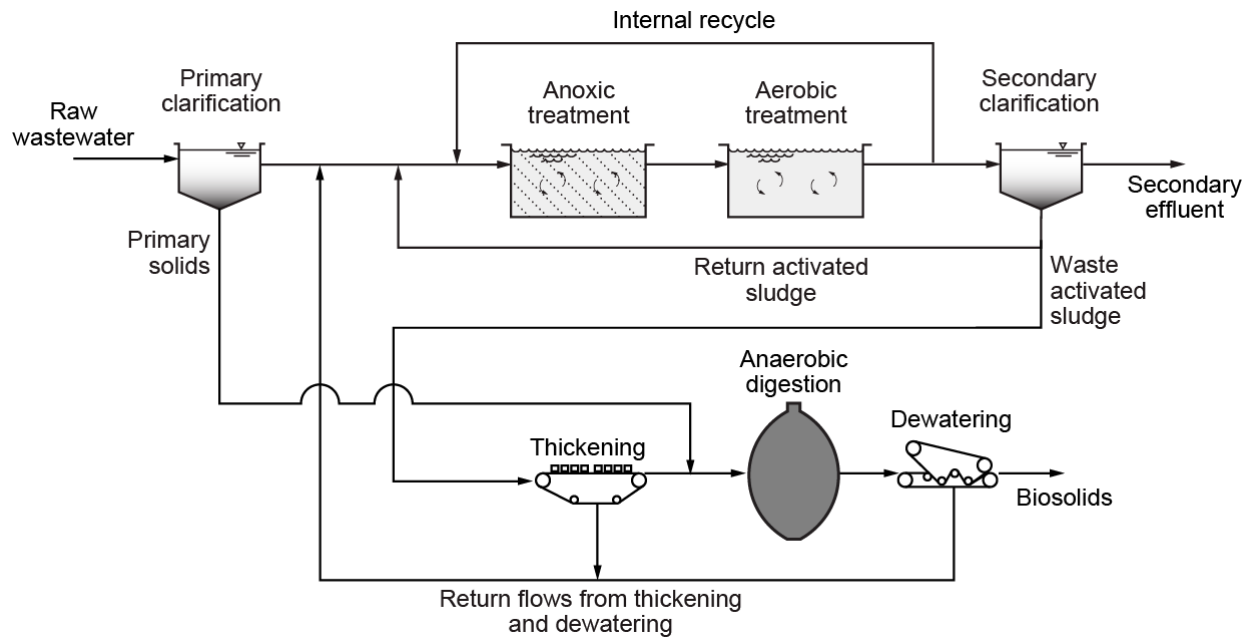 Internal recycle
Primary
clarification
Raw
wastewater
Anoxic
treatment
Aerobic
treatment
Secondary
clarification
Secondary
effluent
Primary
solids
Return activated
sludge
Waste
activated
sludge
Anaerobic
digestion
Dewatering
Thickening
Biosolids
Return flows from thickening
and dewatering